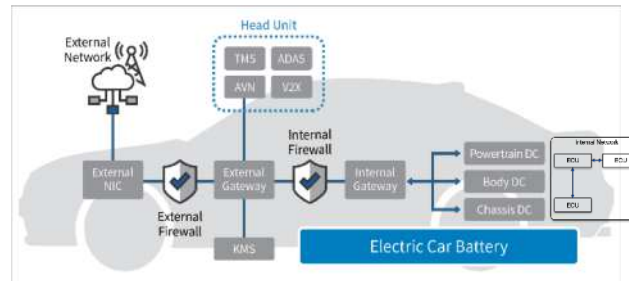 Head Unit
External
Network
TMS
ADAS
AVN
V2X
Internal
Firewall
External
NIC
External
Gateway
Internal
Gateway
External
Firewall
KMS
Powertrain DC
Body DC
Chassis DC
Internal Network
ECU
ECU
ECU
Electric Car Battery